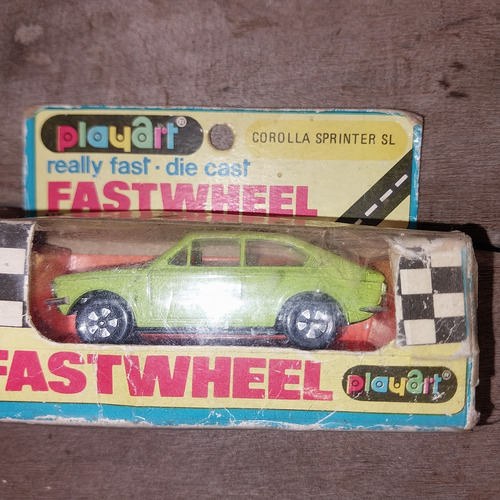 playart®
COROLLA SPRINTER SL
really fast · die cast
FASTWHEEL
FASTWHEEL
playart®